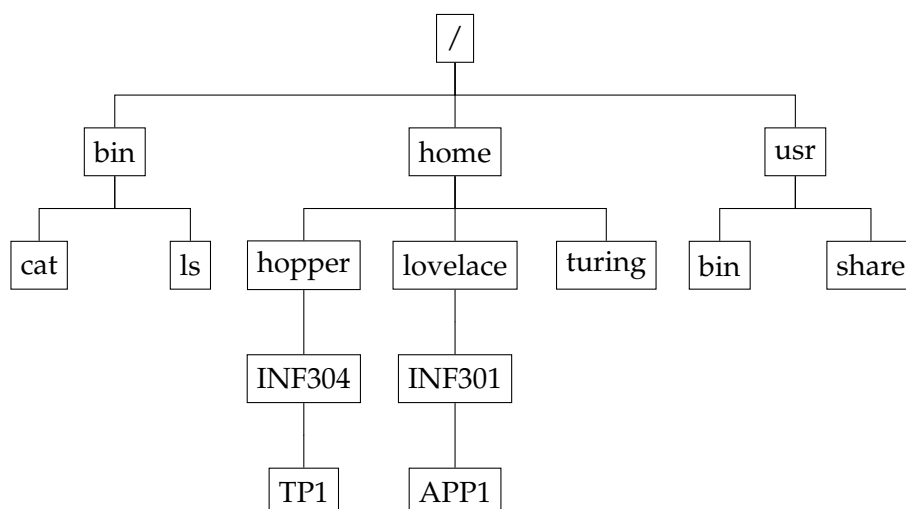 /
bin home usr
cat ls hopper lovelace turing bin share
INF304 INF301
TP1 APP1